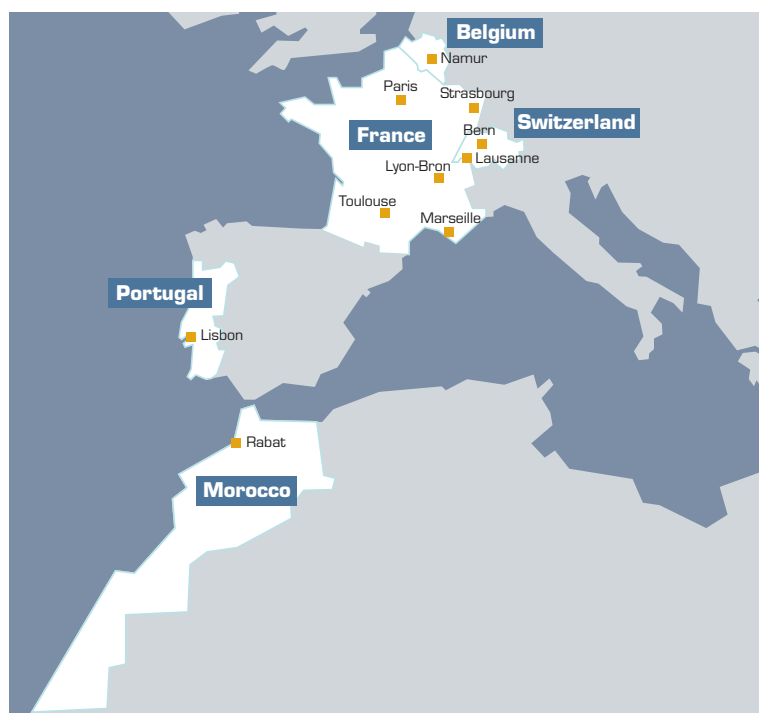 Belgium
Namur
Paris
Strasbourg
Switzerland
Bern
France
Lausanne
Lyon-Bron
Toulouse
Marseille
Portugal
Lisbon
Rabat
Morocco